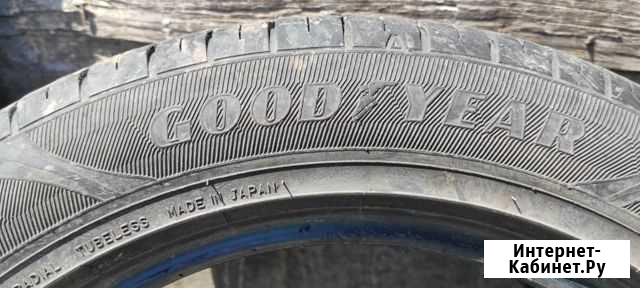 GOODYEAR
RADIAL TUBELESS MADE IN JAPAN
Интернет-
Кабинет.Ру